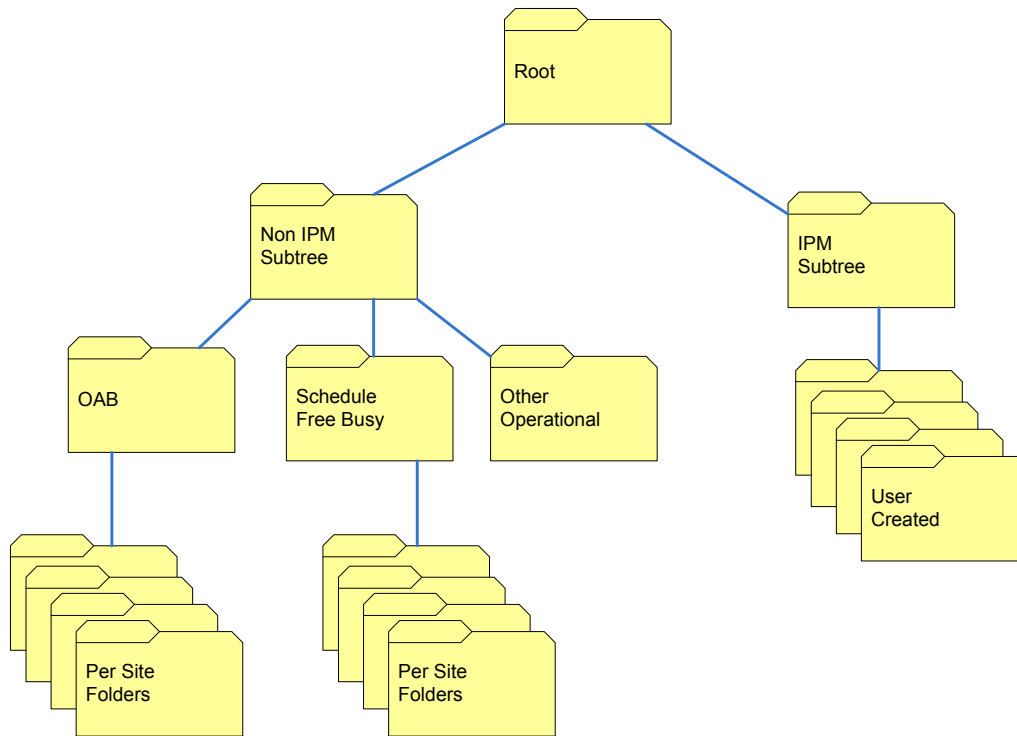 Root
Non IPM
Subtree
IPM
Subtree
OAB
Schedule
Free Busy
Other
Operational
User
Created
Per Site
Folders
Per Site
Folders